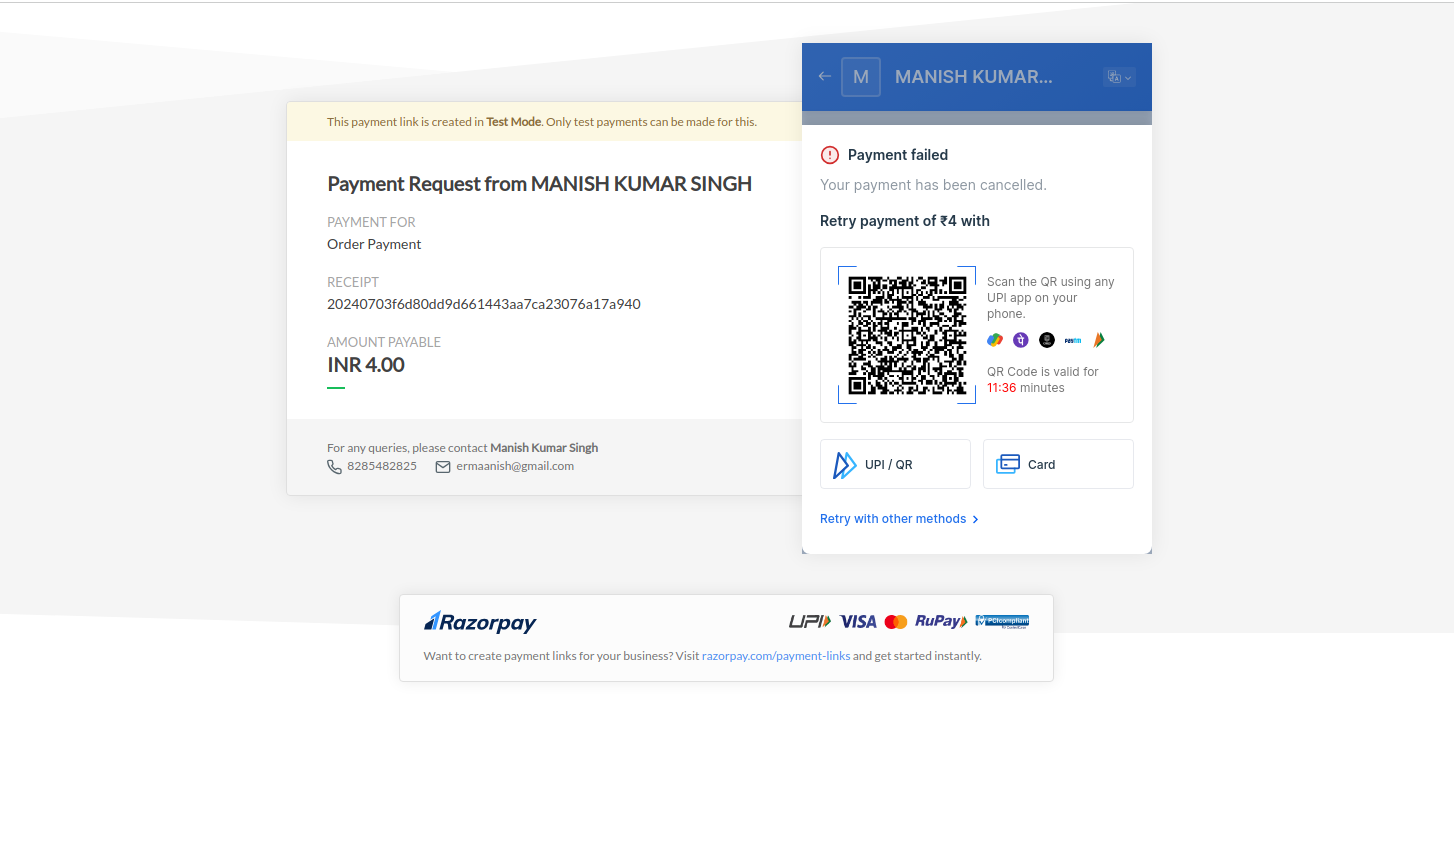 This payment link is created in Test Mode. Only test payments can be made for this.
Payment Request from MANISH KUMAR SINGH
PAYMENT FOR
Order Payment
RECEIPT
20240703f6d80dd9d661443aa7ca23076a17a940
AMOUNT PAYABLE
INR 4.00
For any queries, please contact Manish Kumar Singh
8285482825 ermaanish@gmail.com
M MANISH KUMAR...
Payment failed
Your payment has been cancelled.
Retry payment of ₹4 with
Scan the QR using any
UPI app on your
phone.
paytm
QR Code is valid for
11:36 minutes
UPI / QR
Card
Retry with other methods
Razorpay
UPI VISA RuPay PCI compliant
Want to create payment links for your business? Visit razorpay.com/payment-links and get started instantly.